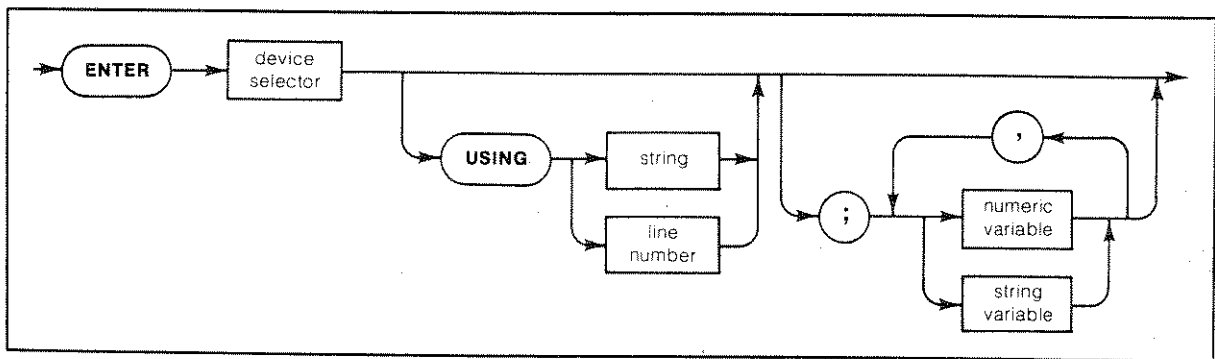 ENTER
device
selector
USING
string
line
number
;
,
numeric
variable
string
variable